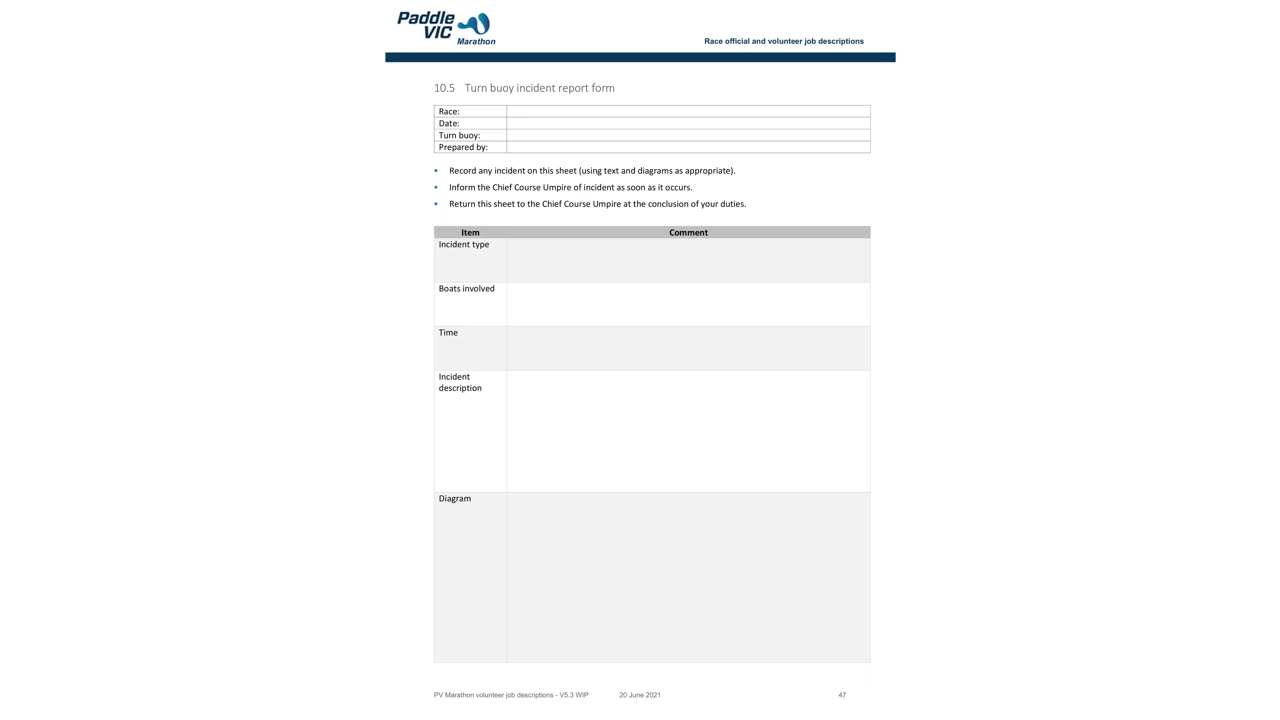 Paddle
VIC
Marathon
Race official and volunteer job descriptions
10.5 Turn buoy incident report form
Race:
Date:
Turn buoy:
Prepared by:
▪ Record any incident on this sheet (using text and diagrams as appropriate).
▪ Inform the Chief Course Umpire of incident as soon as it occurs.
▪ Return this sheet to the Chief Course Umpire at the conclusion of your duties.
Item Comment
Incident type
Boats involved
Time
Incident
description
Diagram
PV Marathon volunteer job descriptions - V5.3 WIP 20 June 2021 47